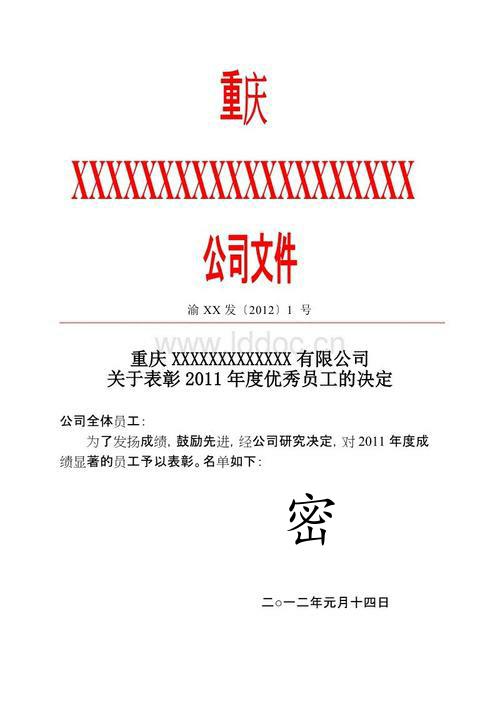 重庆
XXXXXXXXXXXXXXXXXXX
公司文件
渝 XX 发〔2012〕1 号
www.lddoc.cn
重庆 XXXXXXXXXXXXX 有限公司
关于表彰 2011 年度优秀员工的决定
公司全体员工：
为了发扬成绩，鼓励先进，经公司研究决定，对 2011 年度成
绩显著的员工予以表彰。名单如下：
密
二○一二年元月十四日